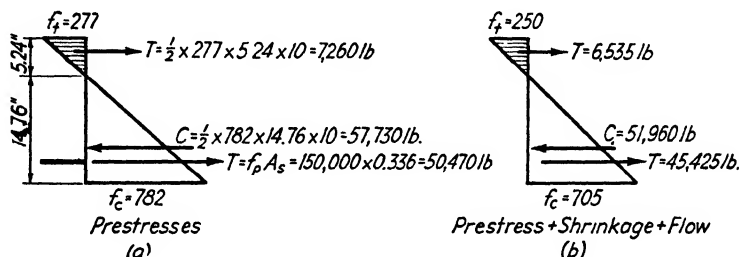 fₜ=277
5.24"
T=½×277×5 24×10=7,260 lb
14.76"
C=½×782×14.76×10=57,730 lb.
T=fₚAₛ=150,000×0.336=50,470 lb
f_c=782
Prestresses
(a)
fₜ=250
T=6,535 lb
C=51,960 lb
T=45,425 lb.
f_c=705
Prestress+Shrinkage+Flow
(b)